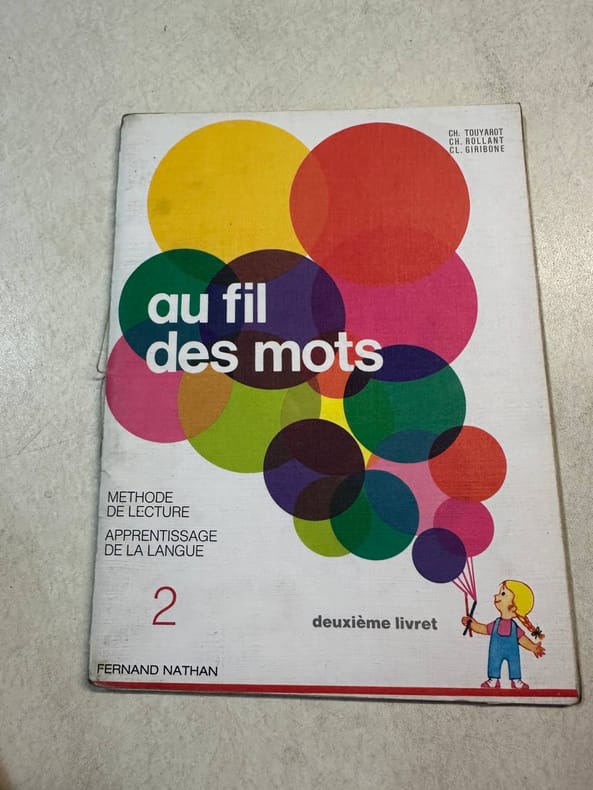 CH. TOUYAROT
CH. ROLLANT
CL. GIRIBONE
au fil
des mots
METHODE
DE LECTURE
APPRENTISSAGE
DE LA LANGUE
2
deuxième livret
FERNAND NATHAN